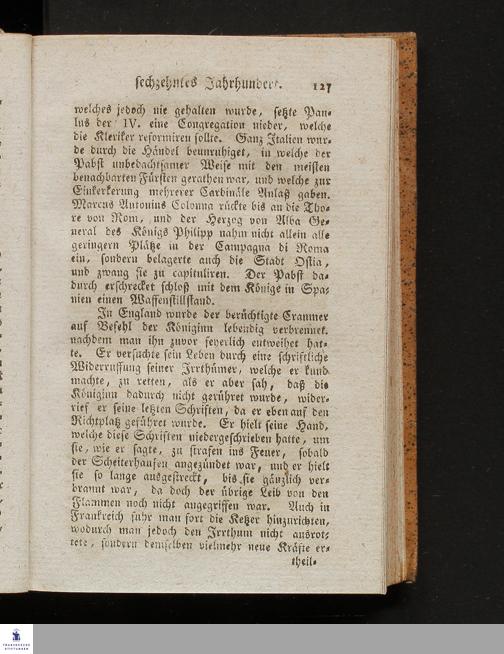 sechzehntes Jahrhundert. 127
welches jedoch nie gehalten wurde, setzte Pau-
lus der IV. eine Congregation nieder, welche
die Kleriker reformiren sollte. Ganz Italien wur-
de durch die Händel beunruhiget, in welche der
Pabst unbedachtsamer Weise mit den meisten
benachbarten Fürsten gerathen war, und welche zur
Einkerkerung mehrerer Cardinäle Anlaß gaben.
Marcus Antonius Colonna rückte bis an die Tho-
re von Rom, und der Herzog von Alba Ge-
neral des Königs Philipp nahm nicht allein alle
geringern Plätze in der Campagna di Roma
ein, sondern belagerte auch die Stadt Ostia,
und zwang sie zu capituliren. Der Pabst da-
durch erschrecket schloß mit dem Könige in Spa-
nien einen Waffenstillstand.
In England wurde der berüchtigte Cranmer
auf Befehl der Königinn lebendig verbrennet,
nachdem man ihn zuvor feyerlich entweihet hat-
te. Er versuchte sein Leben durch eine schriftliche
Widerruffung seiner Irrthümer, welche er kund
machte, zu retten, als er aber sah, daß die
Königinn dadurch nicht gerühret wurde, wider-
rief er seine letzten Schriften, da er eben auf den
Richtplatz geführet wurde. Er hielt seine Hand,
welche diese Schriften niedergeschrieben hatte, um
sie, wie er sagte, zu strafen ins Feuer, sobald
der Scheiterhaufen angezündet war, und er hielt
sie so lange ausgestreckt, bis sie gänzlich ver-
brannt war, da doch der übrige Leib von den
Flammen noch nicht angegriffen war. Auch in
Frankreich fuhr man fort die Ketzer hinzurichten,
wodurch man jedoch den Irrthum nicht ausrot-
tete, sondern demselben vielmehr neue Kräfte er-
theil-
FRANCKESCHE
STIFTUNGEN